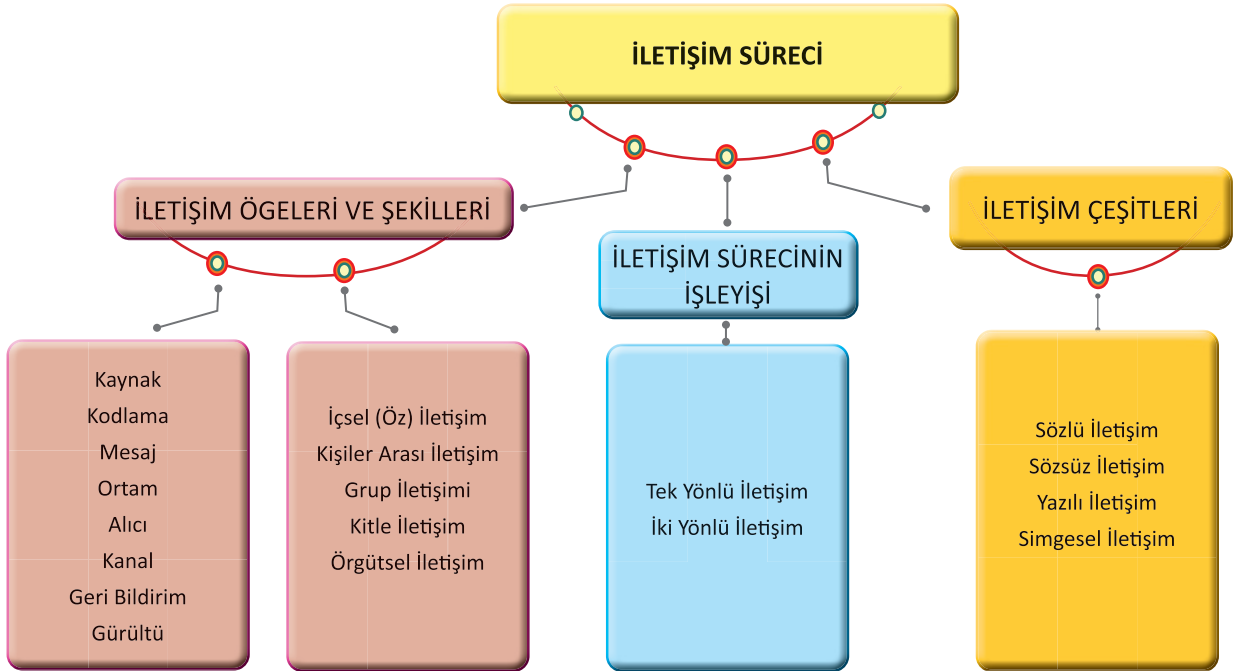 İLETİŞİM SÜRECİ
İLETİŞİM ÖGELERİ VE ŞEKİLLERİ
Kaynak
Kodlama
Mesaj
Ortam
Alıcı
Kanal
Geri Bildirim
Gürültü
İçsel (Öz) İletişim
Kişiler Arası İletişim
Grup İletişimi
Kitle İletişim
Örgütsel İletişim
İLETİŞİM SÜRECİNİN
İŞLEYİŞİ
Tek Yönlü İletişim
İki Yönlü İletişim
İLETİŞİM ÇEŞİTLERİ
Sözlü İletişim
Sözsüz İletişim
Yazılı İletişim
Simgesel İletişim